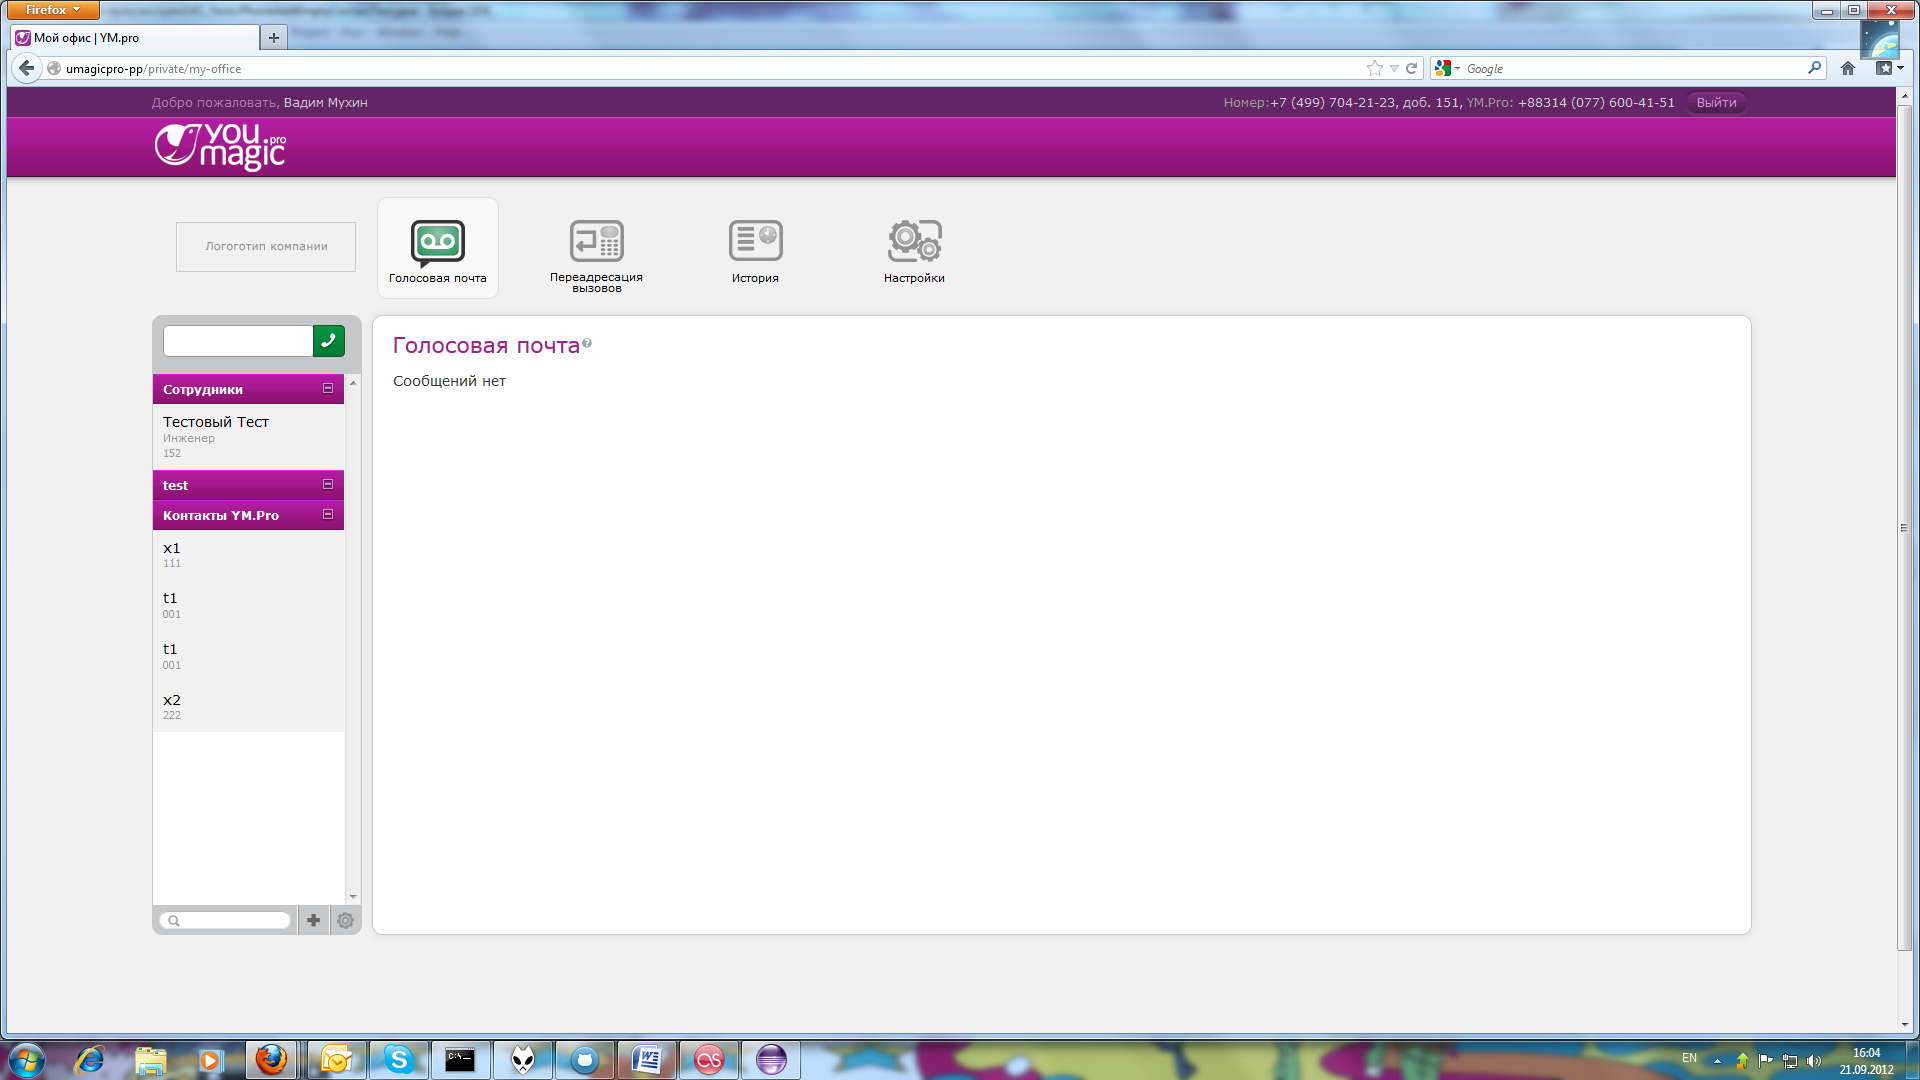 Firefox
Мой офис | YM.pro
umagicpro-pp/private/my-office
Google
Добро пожаловать, Вадим Мухин
Номер:+7 (499) 704-21-23, доб. 151, YM.Pro: +88314 (077) 600-41-51
Выйти
you
magic
.pro
Логоготип компании
Голосовая почта
Переадресация
вызовов
История
Настройки
Голосовая почта
Сообщений нет
Сотрудники
Тестовый Тест
Инженер
152
test
Контакты YM.Pro
x1
111
t1
001
t1
001
x2
222
EN
16:04
21.09.2012